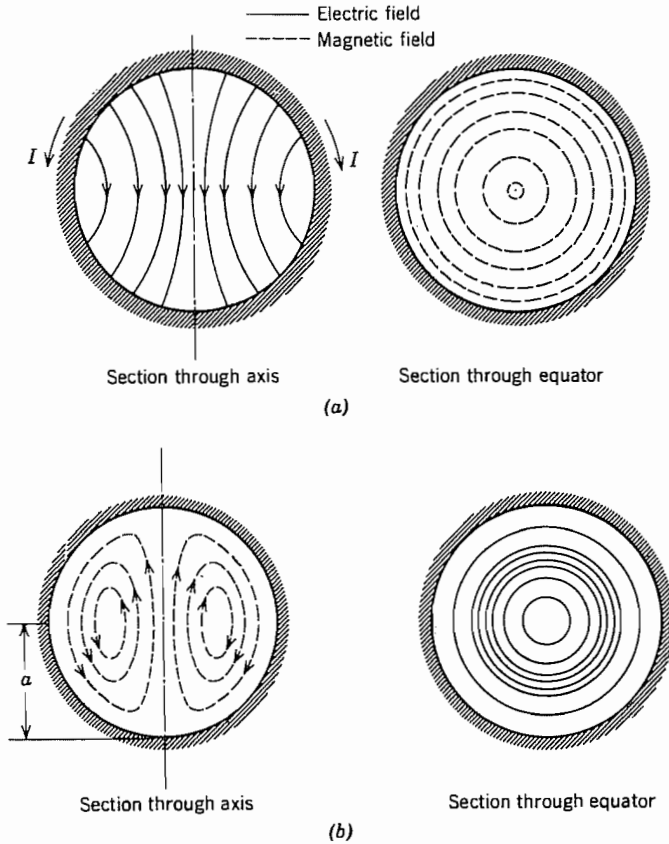 Electric field
Magnetic field
I
I
Section through axis
Section through equator
(a)
a
Section through axis
Section through equator
(b)